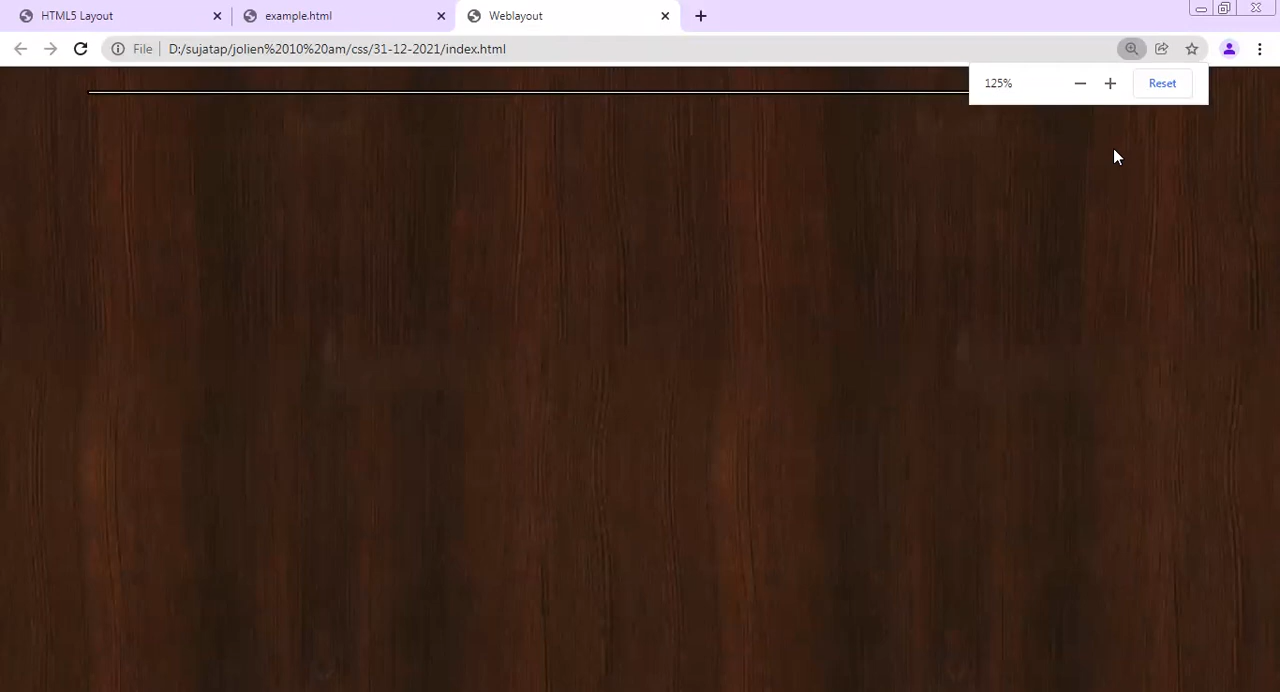 HTML5 Layout
example.html
Weblayout
File
D:/sujatap/jolien%2010%20am/css/31-12-2021/index.html
125%
Reset